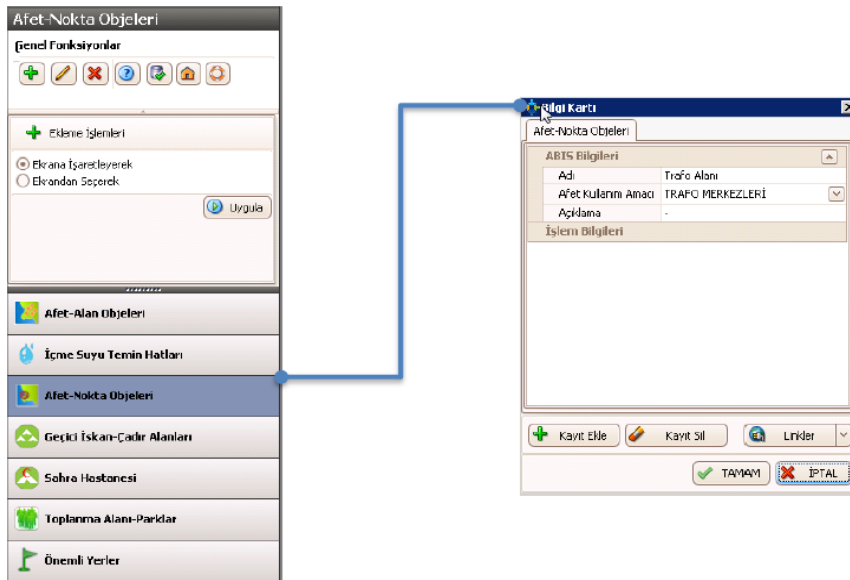 Afet-Nokta Objeleri
Genel Fonksiyonlar
Ekleme İşlemleri
Ekrana İşaretleyerek
Ekrandan Seçerek
Uygula
Afet-Alan Objeleri
İçme Suyu Temin Hatları
Afet-Nokta Objeleri
Geçici İskan-Çadır Alanları
Sahra Hastanesi
Toplanma Alanı-Parklar
Önemli Yerler
Bilgi Kartı
Afet-Nokta Objeleri
ABIS Bilgileri
Adı Trafo Alanı
Afet Kullanım Amacı TRAFO MERKEZLERİ
Açıklama -
İşlem Bilgileri
Kayıt Ekle Kayıt Sil Linkler
TAMAM İPTAL